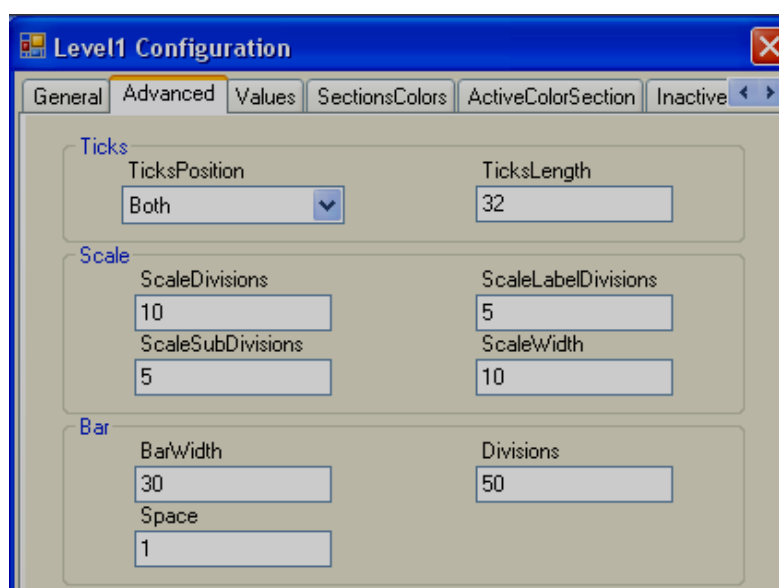 Level1 Configuration
General Advanced Values SectionsColors ActiveColorSection Inactive
Ticks
TicksPosition TicksLength
Both 32
Scale
ScaleDivisions ScaleLabelDivisions
10 5
ScaleSubDivisions ScaleWidth
5 10
Bar
BarWidth Divisions
30 50
Space
1